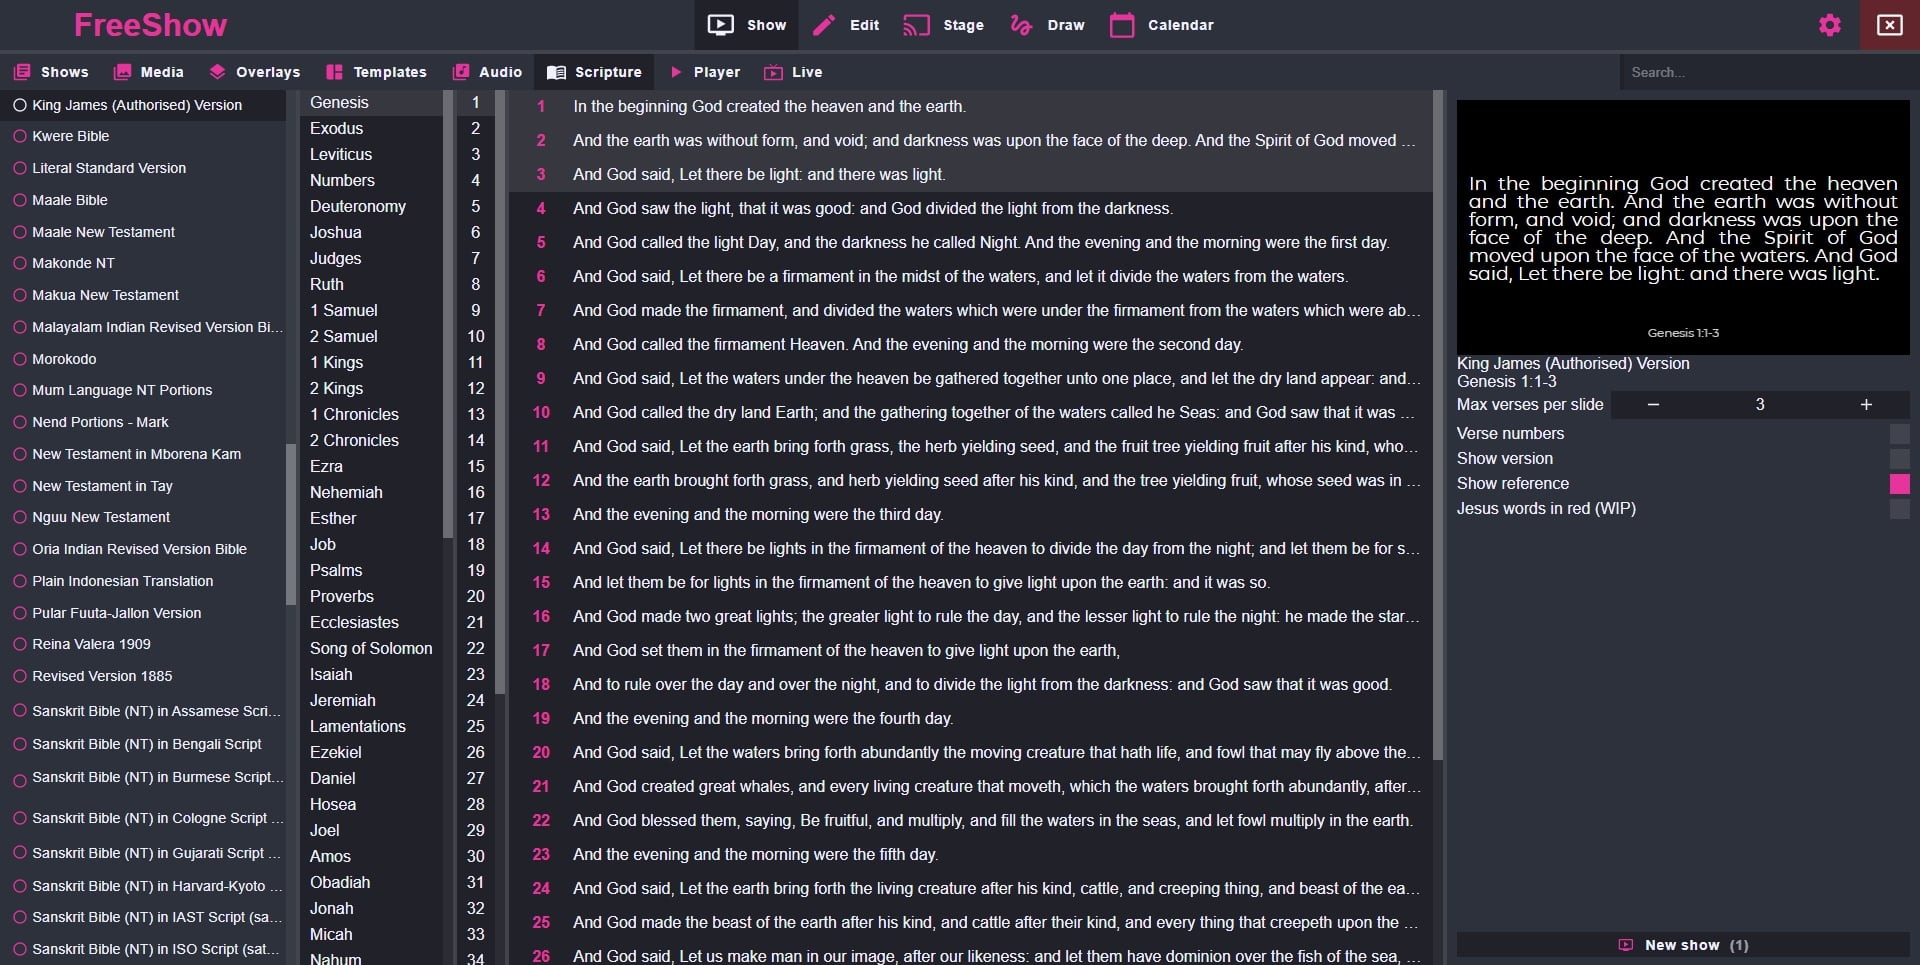 FreeShow
Show
Edit
Stage
Draw
Calendar
Shows
Media
Overlays
Templates
Audio
Scripture
Player
Live
Search...
King James (Authorised) Version
Kwere Bible
Literal Standard Version
Maale Bible
Maale New Testament
Makonde NT
Makua New Testament
Malayalam Indian Revised Version Bi...
Morokodo
Mum Language NT Portions
Nend Portions - Mark
New Testament in Mborena Kam
New Testament in Tay
Nguu New Testament
Oria Indian Revised Version Bible
Plain Indonesian Translation
Pular Fuuta-Jallon Version
Reina Valera 1909
Revised Version 1885
Sanskrit Bible (NT) in Assamese Scri...
Sanskrit Bible (NT) in Bengali Script
Sanskrit Bible (NT) in Burmese Script...
Sanskrit Bible (NT) in Cologne Script ...
Sanskrit Bible (NT) in Gujarati Script ...
Sanskrit Bible (NT) in Harvard-Kyoto ...
Sanskrit Bible (NT) in IAST Script (sa...
Sanskrit Bible (NT) in ISO Script (sat...
Genesis
Exodus
Leviticus
Numbers
Deuteronomy
Joshua
Judges
Ruth
1 Samuel
2 Samuel
1 Kings
2 Kings
1 Chronicles
2 Chronicles
Ezra
Nehemiah
Esther
Job
Psalms
Proverbs
Ecclesiastes
Song of Solomon
Isaiah
Jeremiah
Lamentations
Ezekiel
Daniel
Hosea
Joel
Amos
Obadiah
Jonah
Micah
Nahum
1
2
3
4
5
6
7
8
9
10
11
12
13
14
15
16
17
18
19
20
21
22
23
24
25
26
27
28
29
30
31
32
33
34
1 In the beginning God created the heaven and the earth.
2 And the earth was without form, and void; and darkness was upon the face of the deep. And the Spirit of God moved ...
3 And God said, Let there be light: and there was light.
4 And God saw the light, that it was good: and God divided the light from the darkness.
5 And God called the light Day, and the darkness he called Night. And the evening and the morning were the first day.
6 And God said, Let there be a firmament in the midst of the waters, and let it divide the waters from the waters.
7 And God made the firmament, and divided the waters which were under the firmament from the waters which were ab...
8 And God called the firmament Heaven. And the evening and the morning were the second day.
9 And God said, Let the waters under the heaven be gathered together unto one place, and let the dry land appear: and...
10 And God called the dry land Earth; and the gathering together of the waters called he Seas: and God saw that it was ...
11 And God said, Let the earth bring forth grass, the herb yielding seed, and the fruit tree yielding fruit after his kind, who...
12 And the earth brought forth grass, and herb yielding seed after his kind, and the tree yielding fruit, whose seed was in ...
13 And the evening and the morning were the third day.
14 And God said, Let there be lights in the firmament of the heaven to divide the day from the night; and let them be for s...
15 And let them be for lights in the firmament of the heaven to give light upon the earth: and it was so.
16 And God made two great lights; the greater light to rule the day, and the lesser light to rule the night: he made the star...
17 And God set them in the firmament of the heaven to give light upon the earth,
18 And to rule over the day and over the night, and to divide the light from the darkness: and God saw that it was good.
19 And the evening and the morning were the fourth day.
20 And God said, Let the waters bring forth abundantly the moving creature that hath life, and fowl that may fly above the...
21 And God created great whales, and every living creature that moveth, which the waters brought forth abundantly, after...
22 And God blessed them, saying, Be fruitful, and multiply, and fill the waters in the seas, and let fowl multiply in the earth.
23 And the evening and the morning were the fifth day.
24 And God said, Let the earth bring forth the living creature after his kind, cattle, and creeping thing, and beast of the ea...
25 And God made the beast of the earth after his kind, and cattle after their kind, and every thing that creepeth upon the ...
26 And God said, Let us make man in our image, after our likeness: and let them have dominion over the fish of the sea, ...
In the beginning God created the heaven
and the earth. And the earth was without
form, and void; and darkness was upon the
face of the deep. And the Spirit of God
moved upon the face of the waters. And God
said, Let there be light: and there was light.
Genesis 1:1-3
King James (Authorised) Version
Genesis 1:1-3
Max verses per slide − 3 +
Verse numbers
Show version
Show reference
Jesus words in red (WIP)
New show (1)